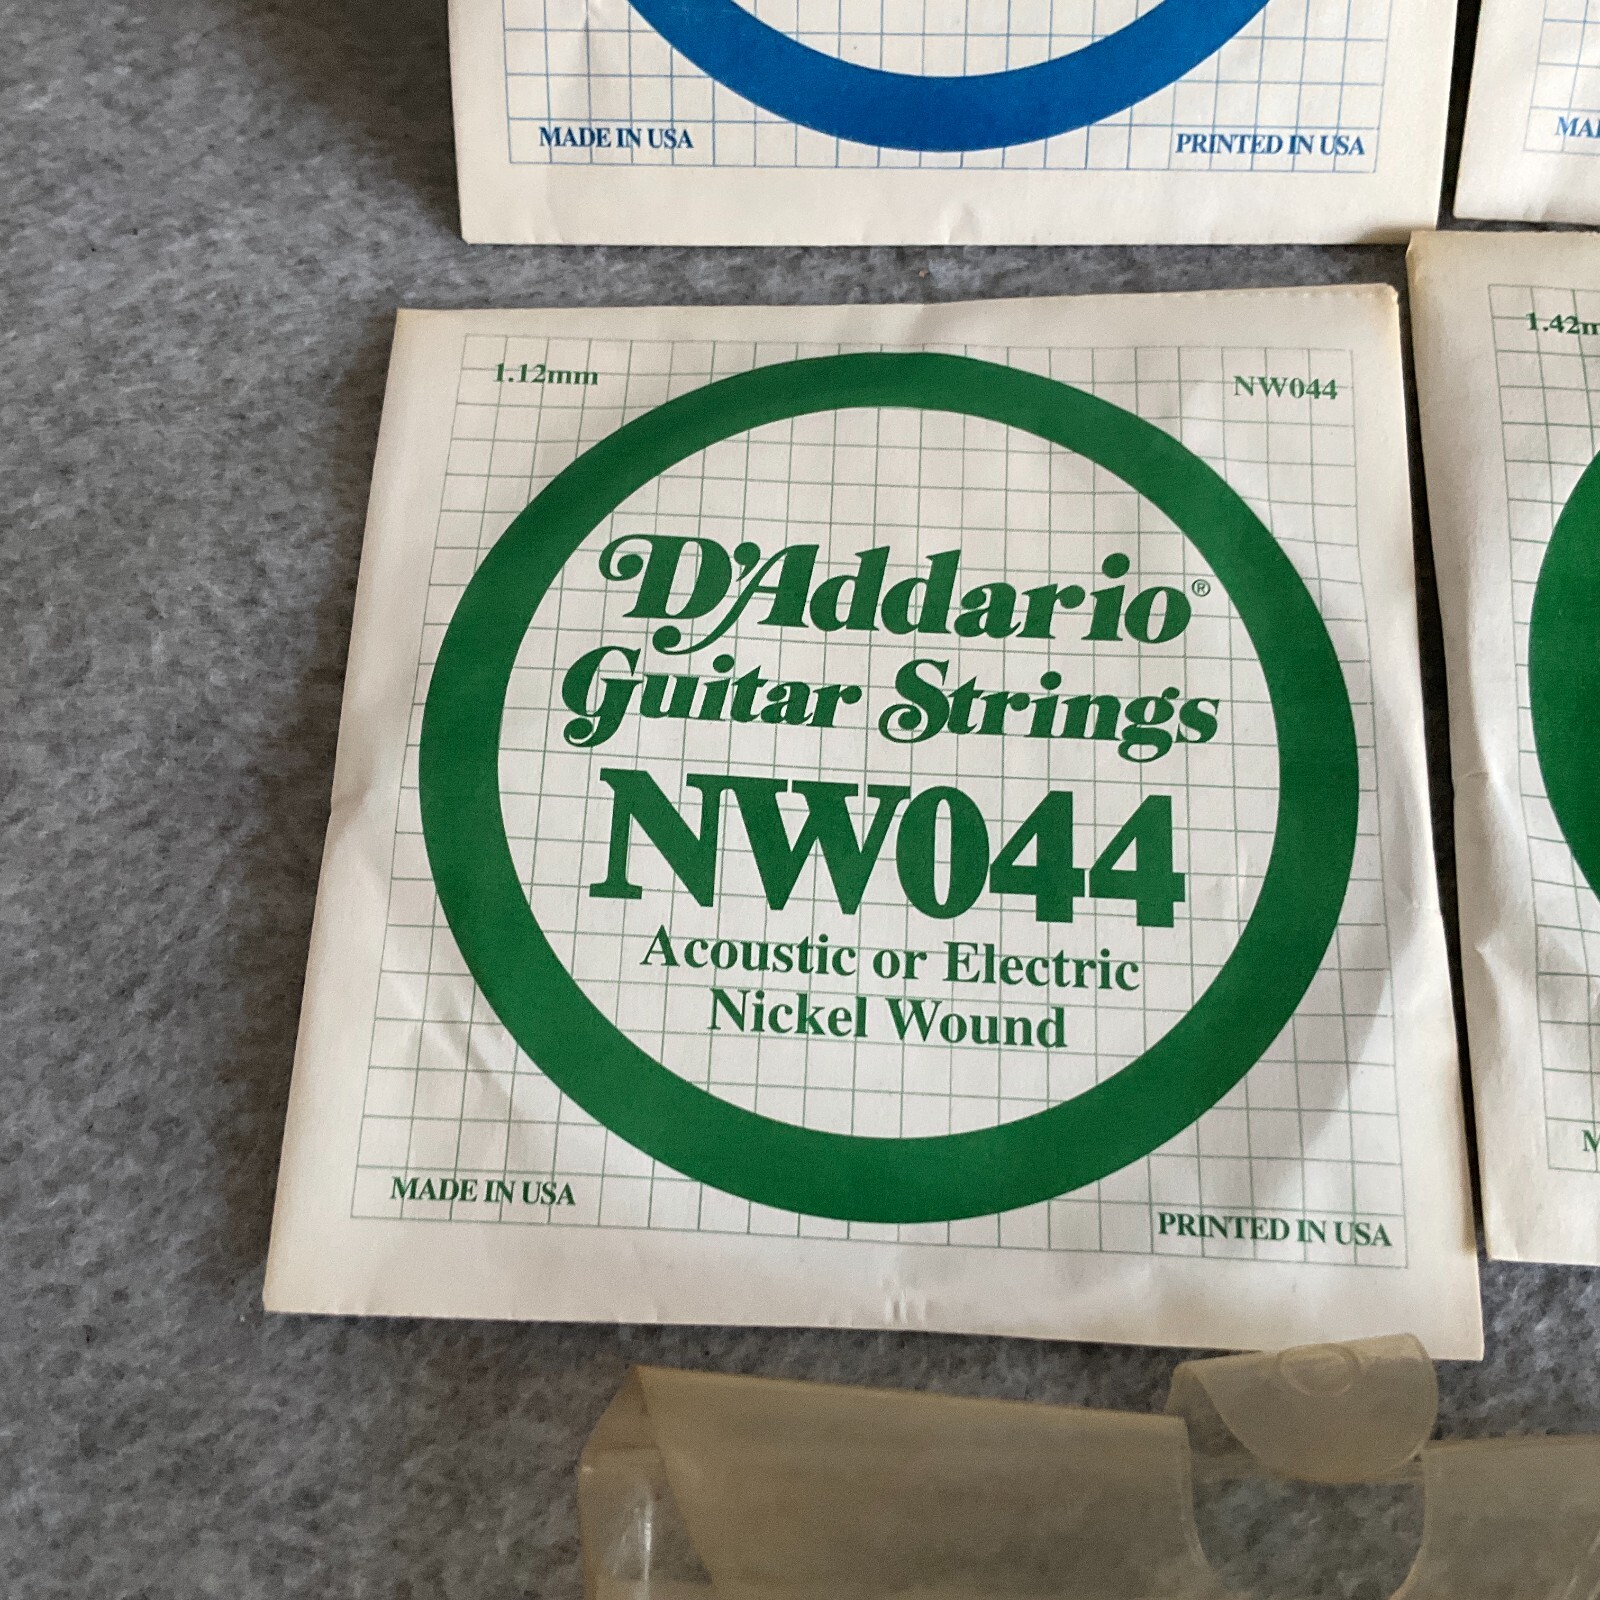 MADE IN USA
PRINTED IN USA
1.12mm
NW044
D'Addario®
Guitar Strings
NW044
Acoustic or Electric
Nickel Wound
MADE IN USA
PRINTED IN USA